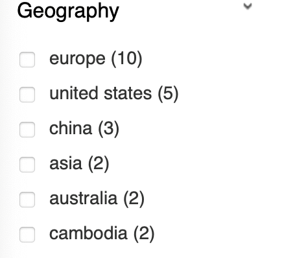 Geography
europe (10)
united states (5)
china (3)
asia (2)
australia (2)
cambodia (2)